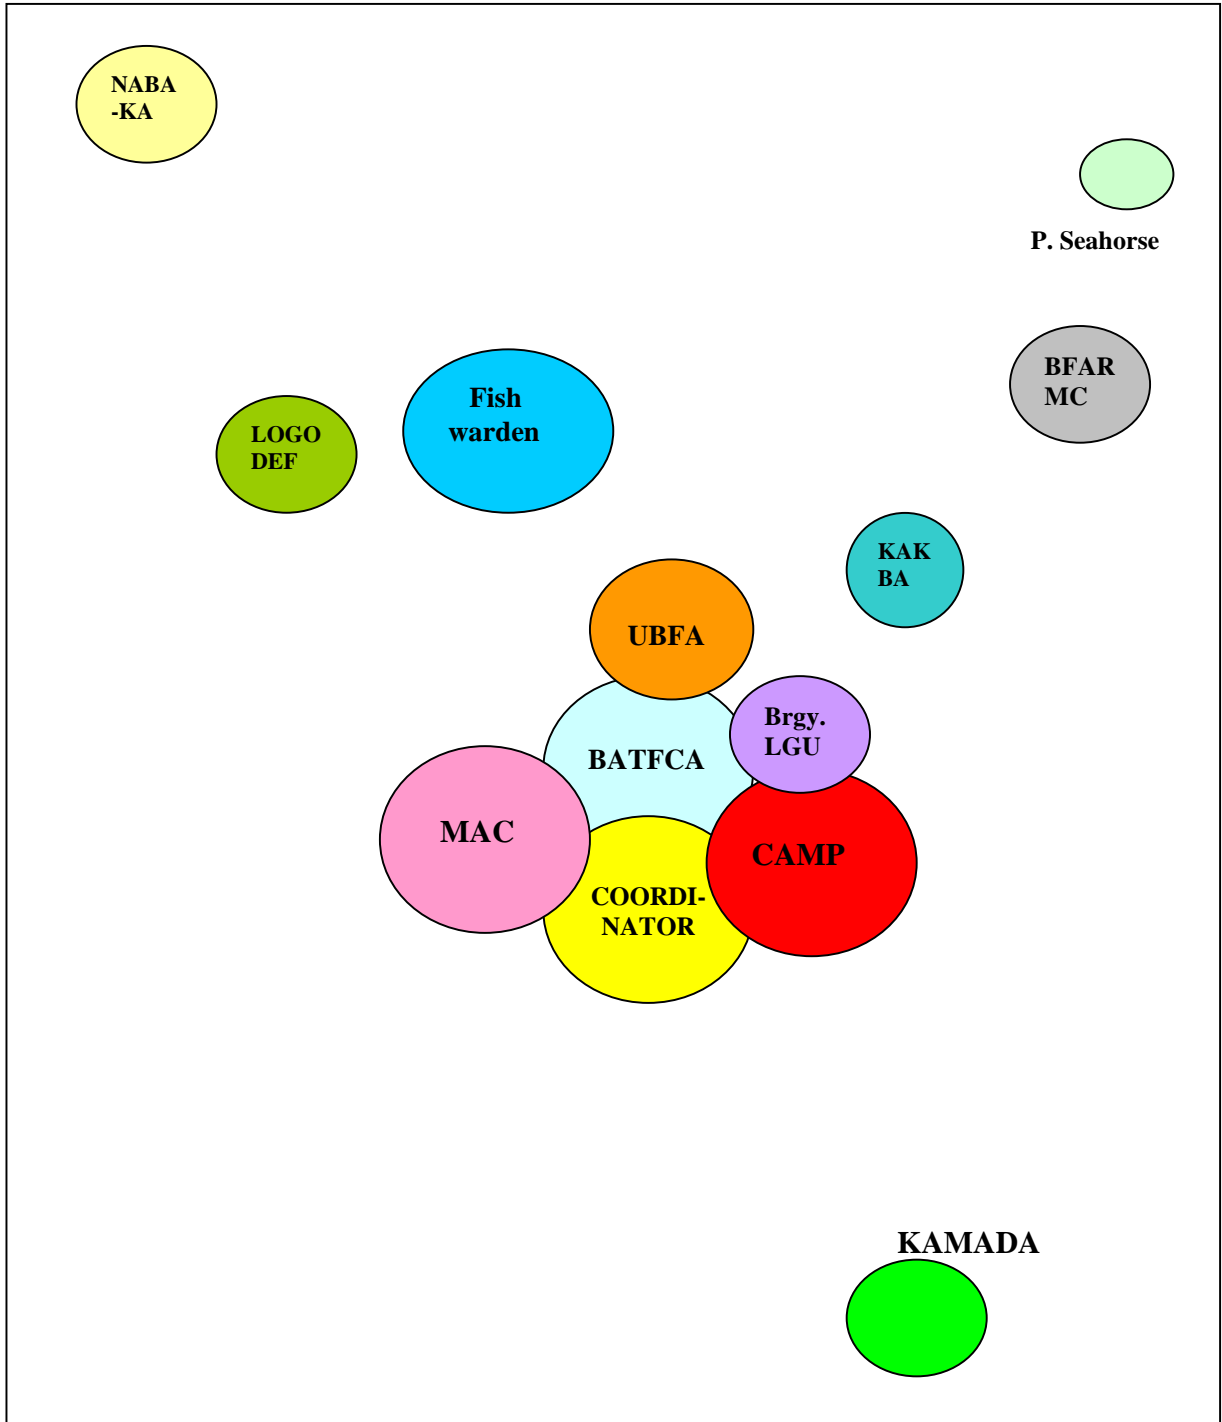 NABA
-KA
P. Seahorse
BFAR
MC
Fish
warden
LOGO
DEF
KAK
BA
UBFA
Brgy.
LGU
BATFCA
MAC
CAMP
COORDI-
NATOR
KAMADA